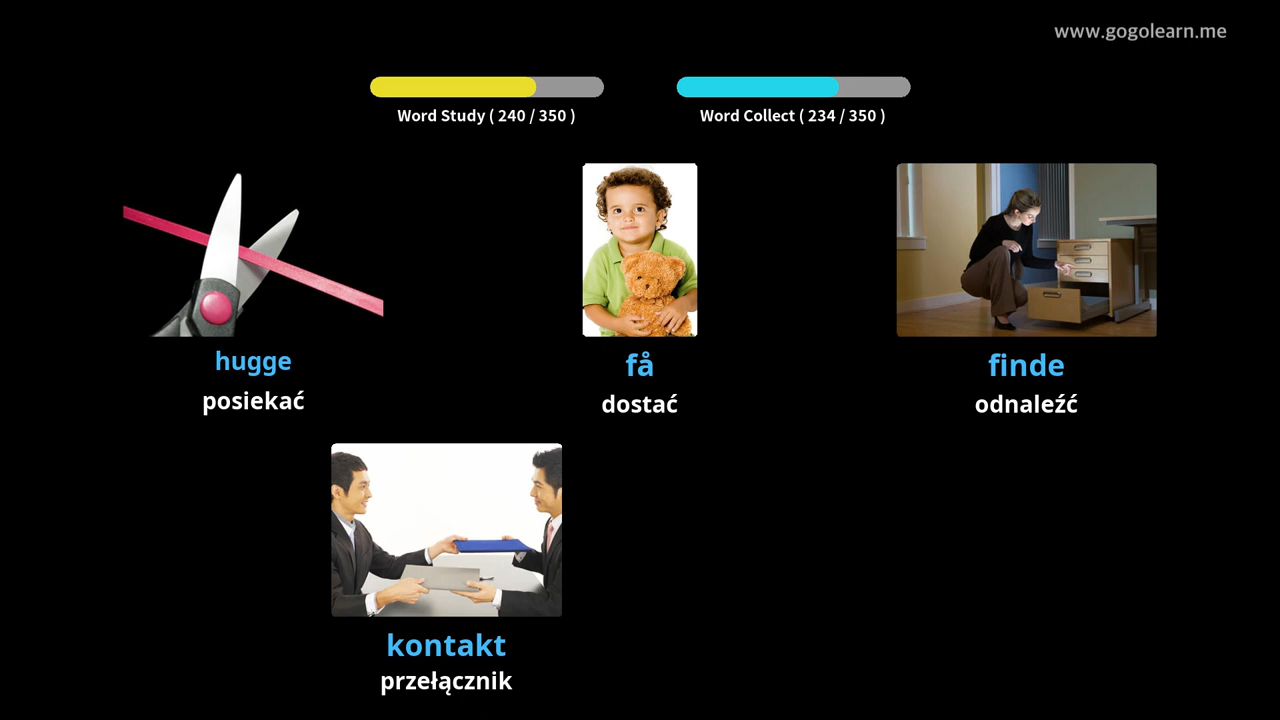 www.gogolearn.me
Word Study ( 240 / 350 )
Word Collect ( 234 / 350 )
hugge
posiekać
få
dostać
finde
odnaleźć
kontakt
przełącznik